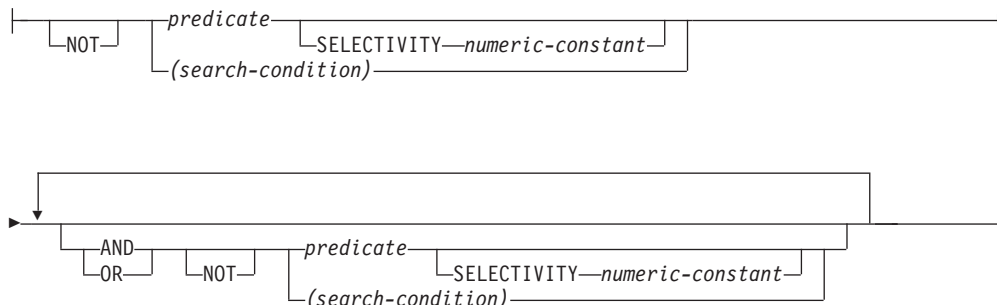 predicate
NOT SELECTIVITY numeric-constant
(search-condition)
AND predicate
OR NOT SELECTIVITY numeric-constant
(search-condition)